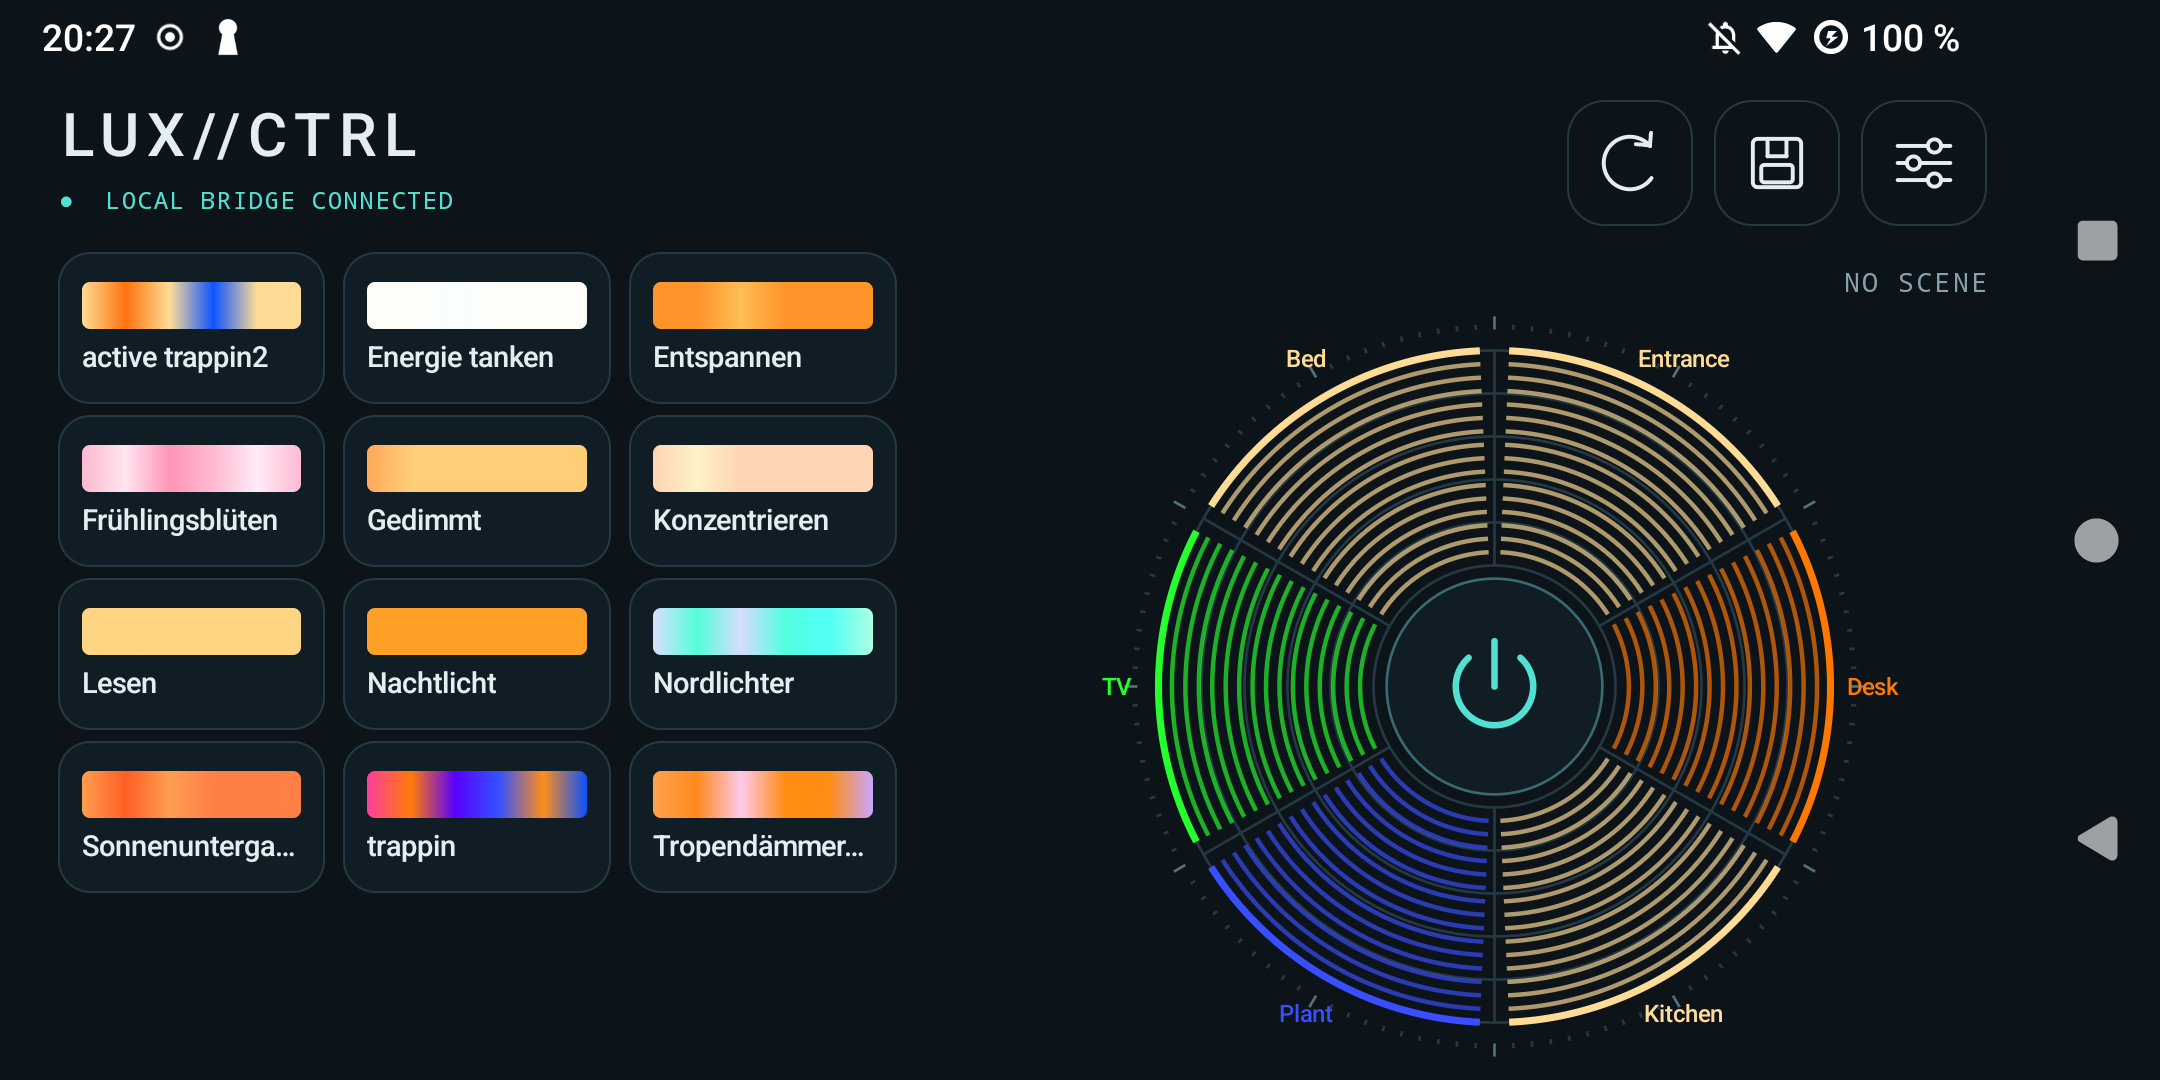 20:27
100 %
LUX//CTRL
LOCAL BRIDGE CONNECTED
NO SCENE
active trappin2
Energie tanken
Entspannen
Frühlingsblüten
Gedimmt
Konzentrieren
Lesen
Nachtlicht
Nordlichter
Sonnenunterga...
trappin
Tropendämmer...
Bed
Entrance
TV
Desk
Plant
Kitchen